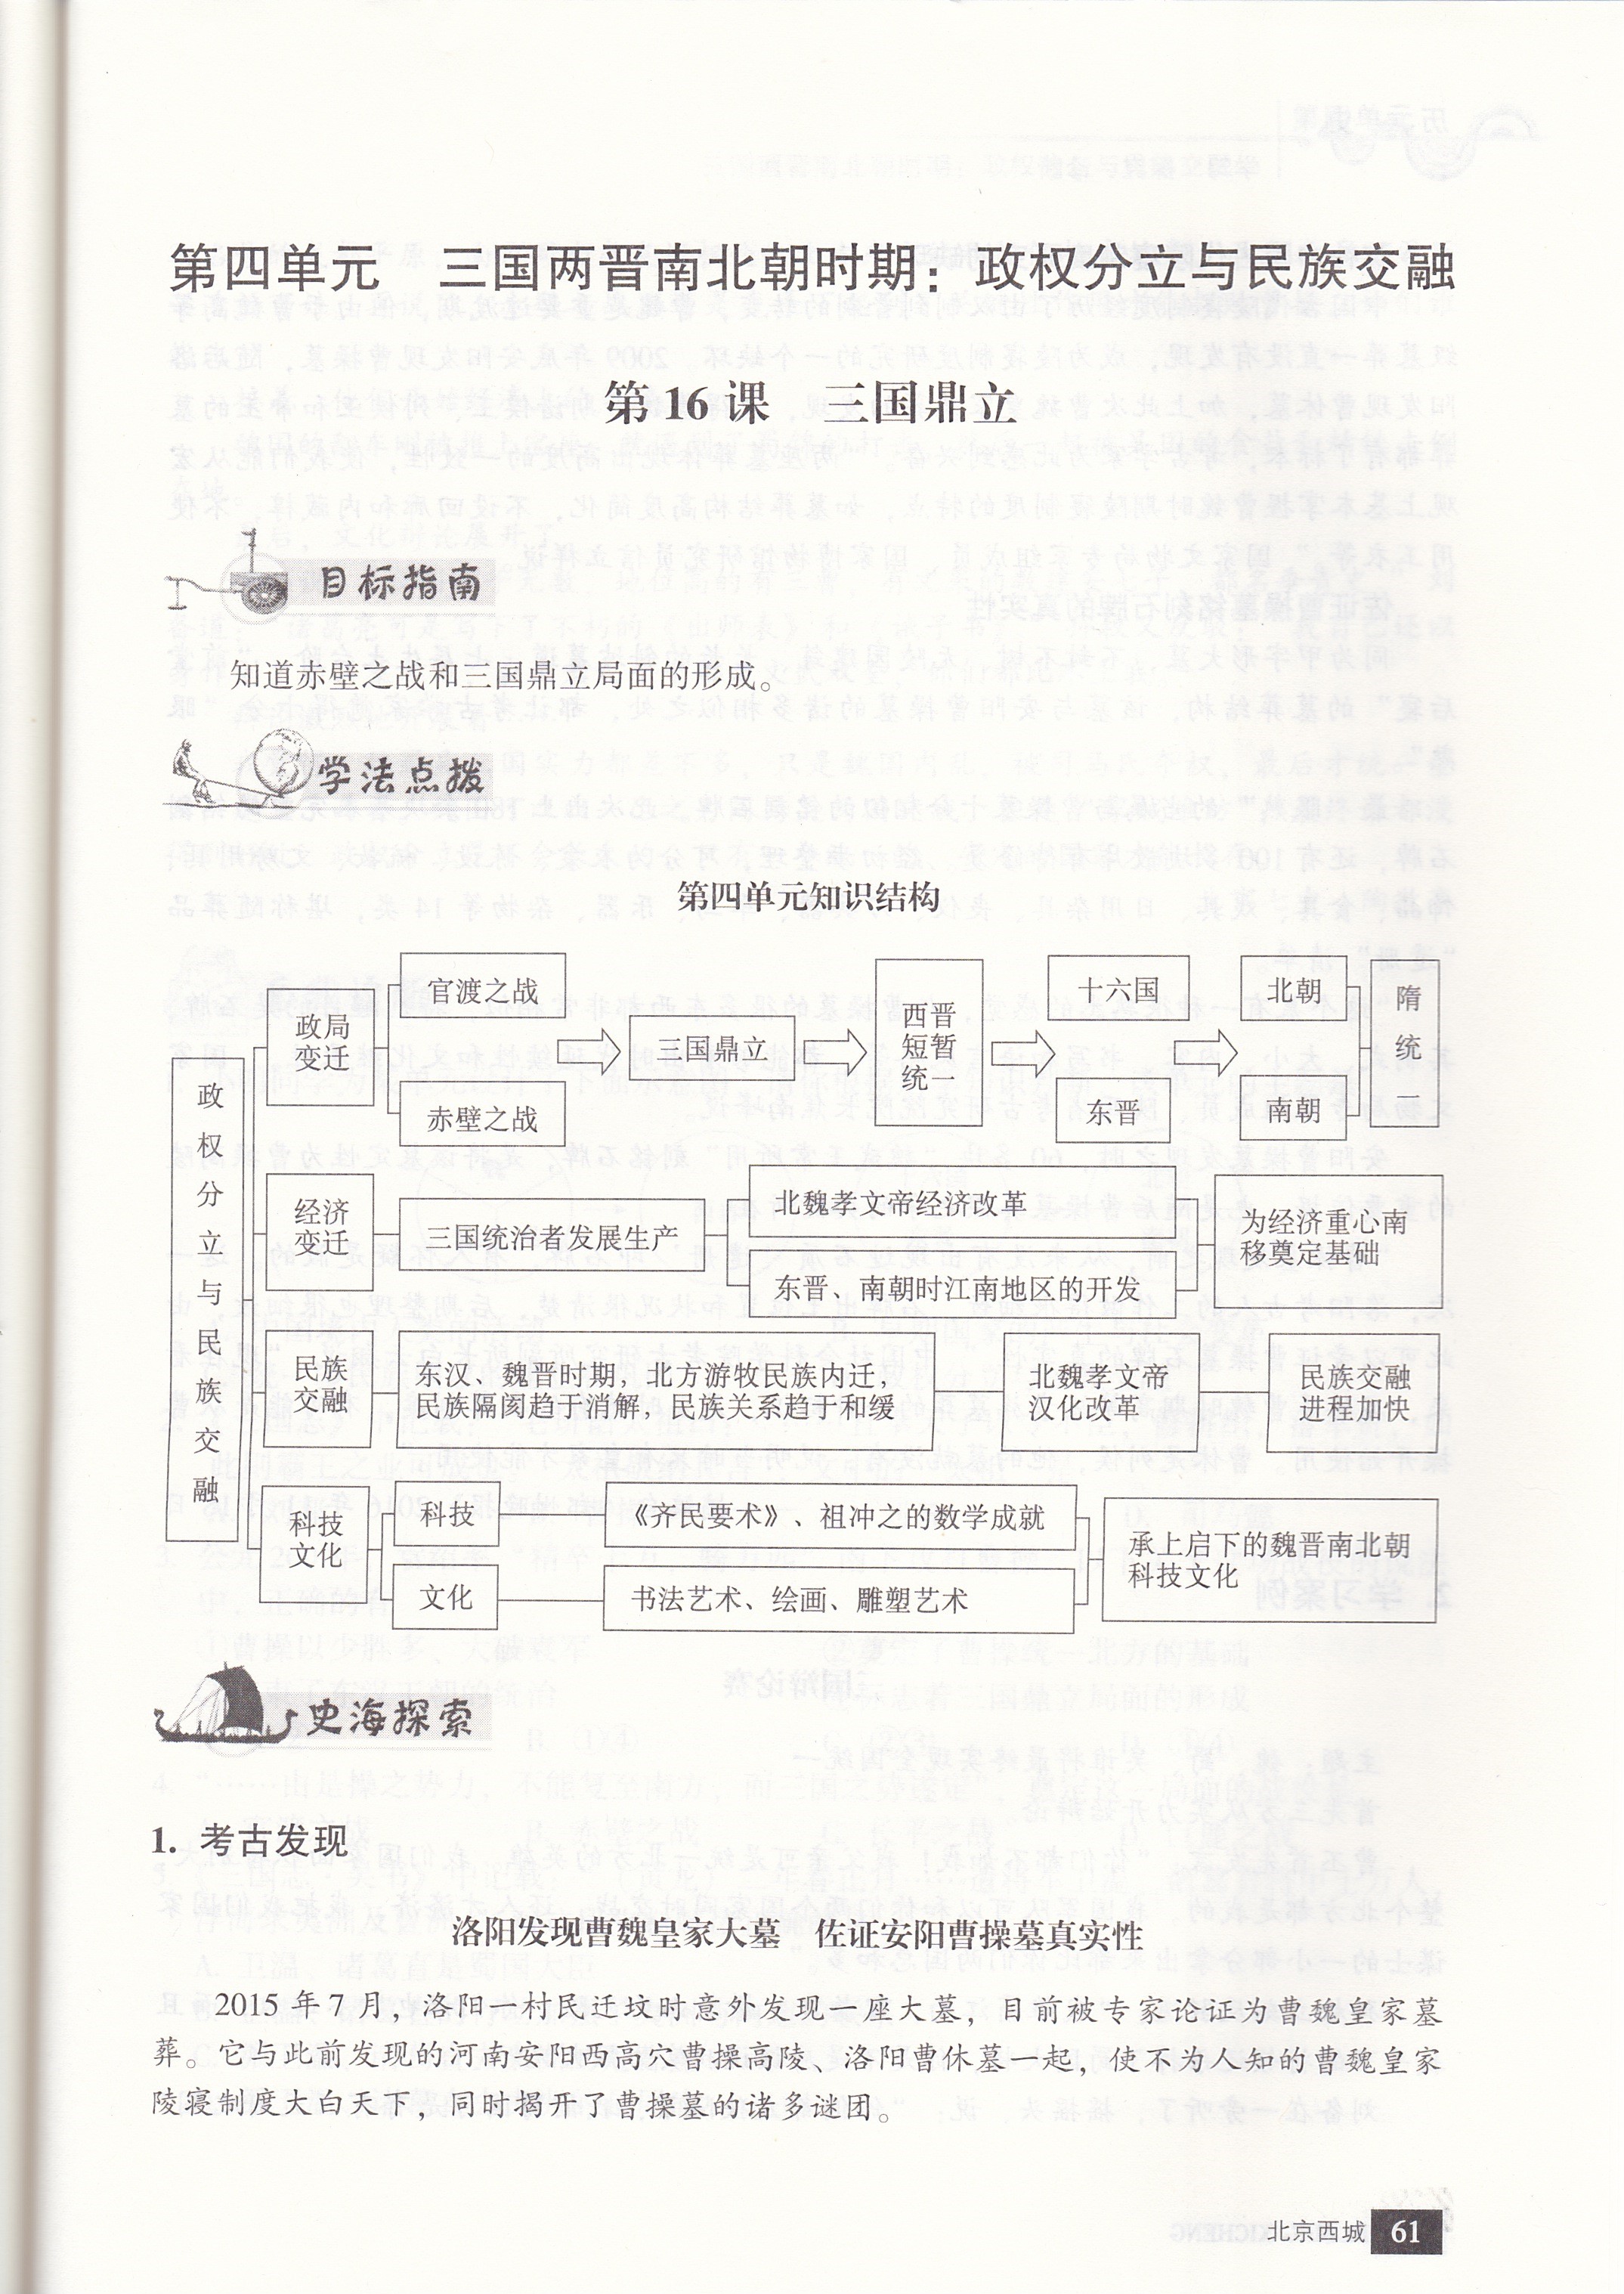 第四单元　三国两晋南北朝时期：政权分立与民族交融
第 16 课　三国鼎立
目标指南
知道赤壁之战和三国鼎立局面的形成。
学法点拨
第四单元知识结构
政权分立与民族交融
政局
变迁
官渡之战
赤壁之战
三国鼎立
西晋
短暂
统一
十六国
东晋
北朝
南朝
隋统一
经济
变迁
三国统治者发展生产
北魏孝文帝经济改革
东晋、南朝时江南地区的开发
为经济重心南
移奠定基础
民族
交融
东汉、魏晋时期，北方游牧民族内迁，
民族隔阂趋于消解，民族关系趋于和缓
北魏孝文帝
汉化改革
民族交融
进程加快
科技
文化
科技
《齐民要术》、祖冲之的数学成就
文化
书法艺术、绘画、雕塑艺术
承上启下的魏晋南北朝
科技文化
史海探索
1. 考古发现
洛阳发现曹魏皇家大墓　佐证安阳曹操墓真实性
2015 年 7 月，洛阳一村民迁坟时意外发现一座大墓，目前被专家论证为曹魏皇家墓
葬。它与此前发现的河南安阳西高穴曹操高陵、洛阳曹休墓一起，使不为人知的曹魏皇家
陵寝制度大白天下，同时揭开了曹操墓的诸多谜团。
北京西城 61